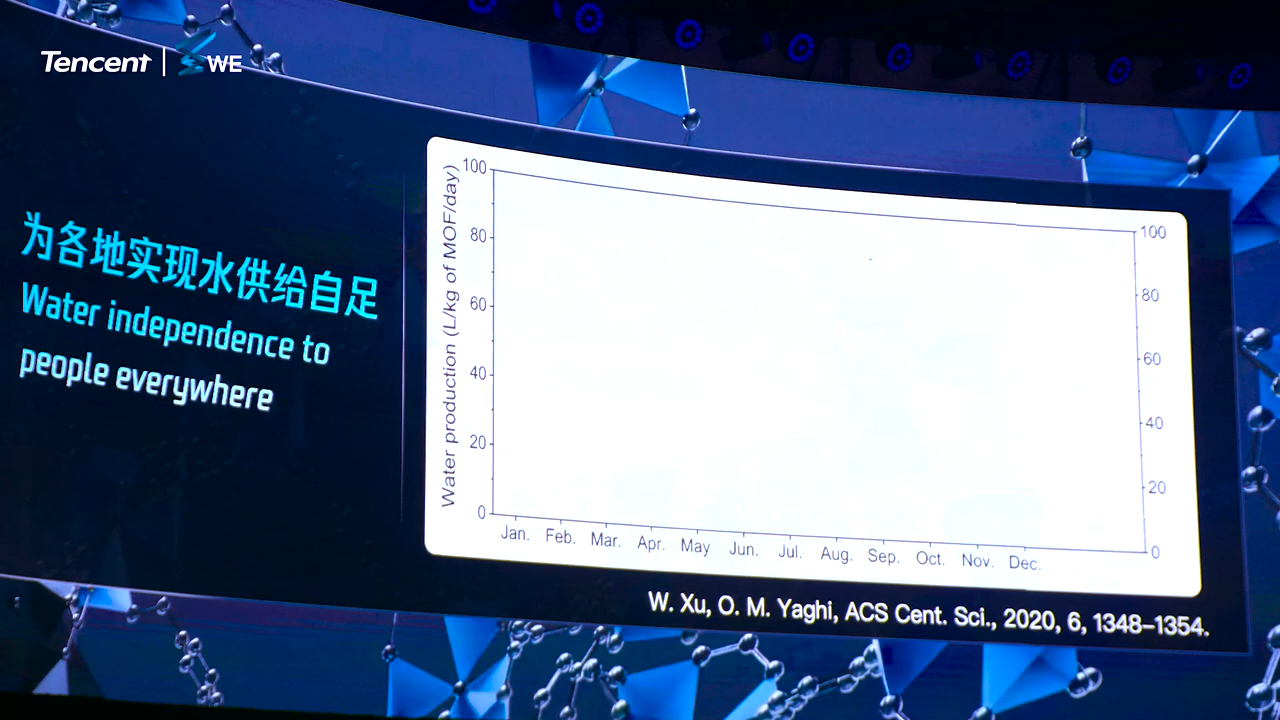 Tencent | WE
为各地实现水供给自足
Water independence to
people everywhere
Water production (L/kg of MOF/day)
100
80
60
40
20
0
Jan. Feb. Mar. Apr. May Jun. Jul. Aug. Sep. Oct. Nov. Dec.
100
80
60
40
20
0
W. Xu, O. M. Yaghi, ACS Cent. Sci., 2020, 6, 1348–1354.